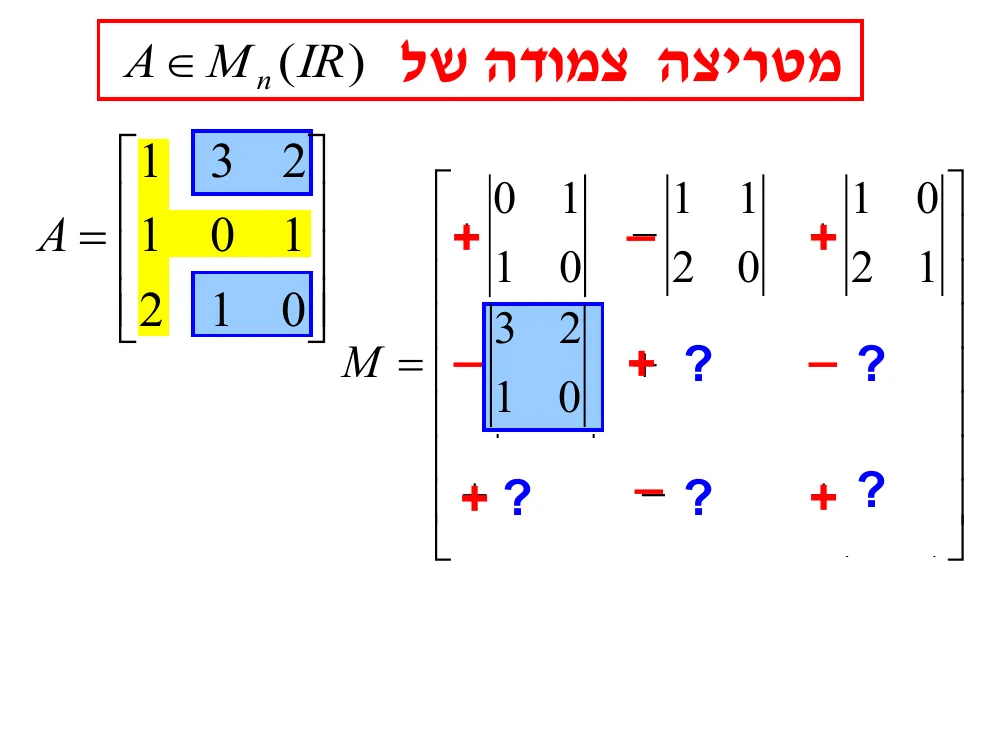 מטריצה צמודה של A ∈ M_n (IR)
A = [1 3 2
1 0 1
2 1 0]
M = [+ |0 1; 1 0| − |1 1; 2 0| + |1 0; 2 1|
− |3 2; 1 0| + ? − ?
+ ? − ? + ?]